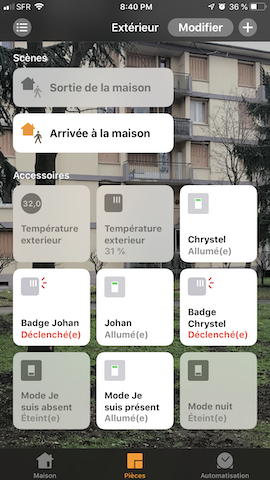 SFR
8:40 PM
36 %
Extérieur
Modifier
Scènes
Sortie de la maison
Arrivée à la maison
Accessoires
32,0
Température
exterieur
Température
exterieur
31 %
Chrystel
Allumé(e)
Badge Johan
Déclenché(e)
Johan
Allumé(e)
Badge
Chrystel
Déclenché(e)
Mode Je
suis absent
Éteint(e)
Mode Je
suis présent
Allumé(e)
Mode nuit
Éteint(e)
Maison
Pièces
Automatisation